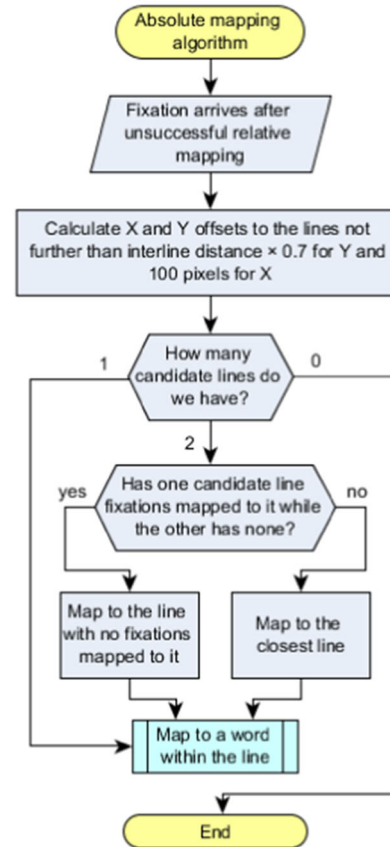 Absolute mapping
algorithm
Fixation arrives after
unsuccessful relative
mapping
Calculate X and Y offsets to the lines not
further than interline distance × 0.7 for Y and
100 pixels for X
1
0
How many
candidate lines do
we have?
2
yes
no
Has one candidate line
fixations mapped to it while
the other has none?
Map to the line
with no fixations
mapped to it
Map to the
closest line
Map to a word
within the line
End